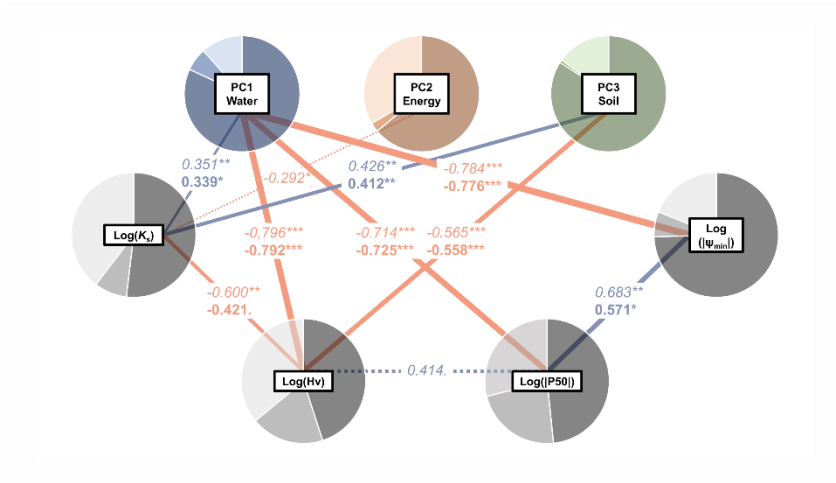 PC1
Water
PC2
Energy
PC3
Soil
0.351**
0.339*
-0.292*
0.426**
0.412**
-0.784***
-0.776***
Log(Kₛ)
-0.796***
-0.792***
-0.714***
-0.725***
-0.565***
-0.558***
Log
(|Ψmin|)
-0.600**
-0.421.
0.683**
0.571*
Log(Hv)
0.414.
Log(|P50|)